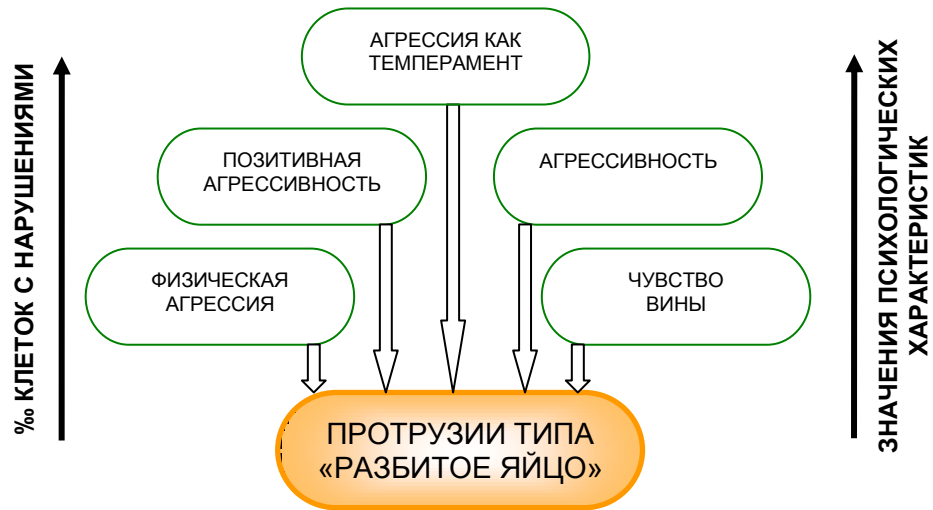 АГРЕССИЯ КАК
ТЕМПЕРАМЕНТ
ПОЗИТИВНАЯ
АГРЕССИВНОСТЬ
АГРЕССИВНОСТЬ
ФИЗИЧЕСКАЯ
АГРЕССИЯ
ЧУВСТВО
ВИНЫ
ПРОТРУЗИИ ТИПА
«РАЗБИТОЕ ЯЙЦО»
‰ КЛЕТОК С НАРУШЕНИЯМИ
ЗНАЧЕНИЯ ПСИХОЛОГИЧЕСКИХ
ХАРАКТЕРИСТИК